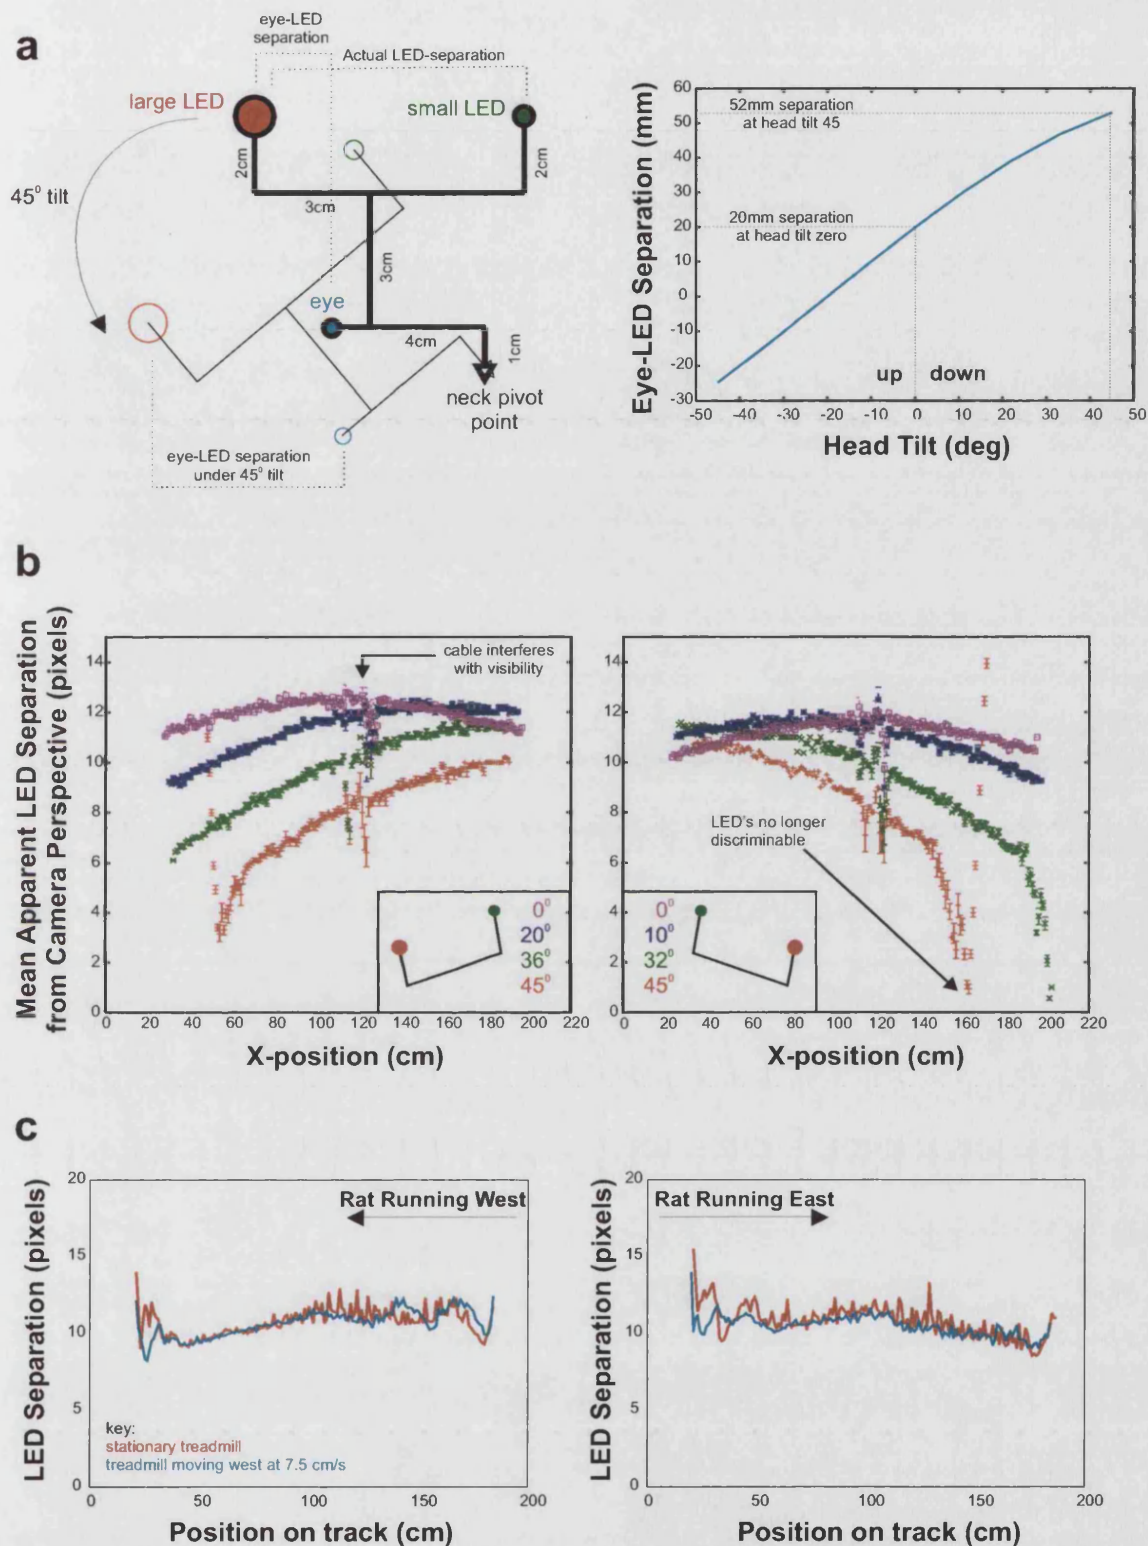 a
eye-LED
separation
Actual LED-separation
large LED
small LED
2cm
2cm
45° tilt
3cm
3cm
eye
4cm
1cm
neck pivot
point
eye-LED separation
under 45° tilt
Eye-LED Separation (mm)
60
50
40
30
20
10
0
-10
-20
-30
52mm separation
at head tilt 45
20mm separation
at head tilt zero
up down
-50 -40 -30 -20 -10 0 10 20 30 40 50
Head Tilt (deg)
b
Mean Apparent LED Separation
from Camera Perspective (pixels)
14
12
10
8
6
4
2
0
cable interferes
with visibility
0°
20°
36°
45°
0 20 40 60 80 100 120 140 160 180 200 220
X-position (cm)
LED's no longer
discriminable
0°
10°
32°
45°
0 20 40 60 80 100 120 140 160 180 200 220
X-position (cm)
c
LED Separation (pixels)
20
15
10
5
0
Rat Running West
key:
stationary treadmill
treadmill moving west at 7.5 cm/s
0 50 100 150 200
Position on track (cm)
LED Separation (pixels)
20
15
10
5
0
Rat Running East
0 50 100 150 200
Position on track (cm)